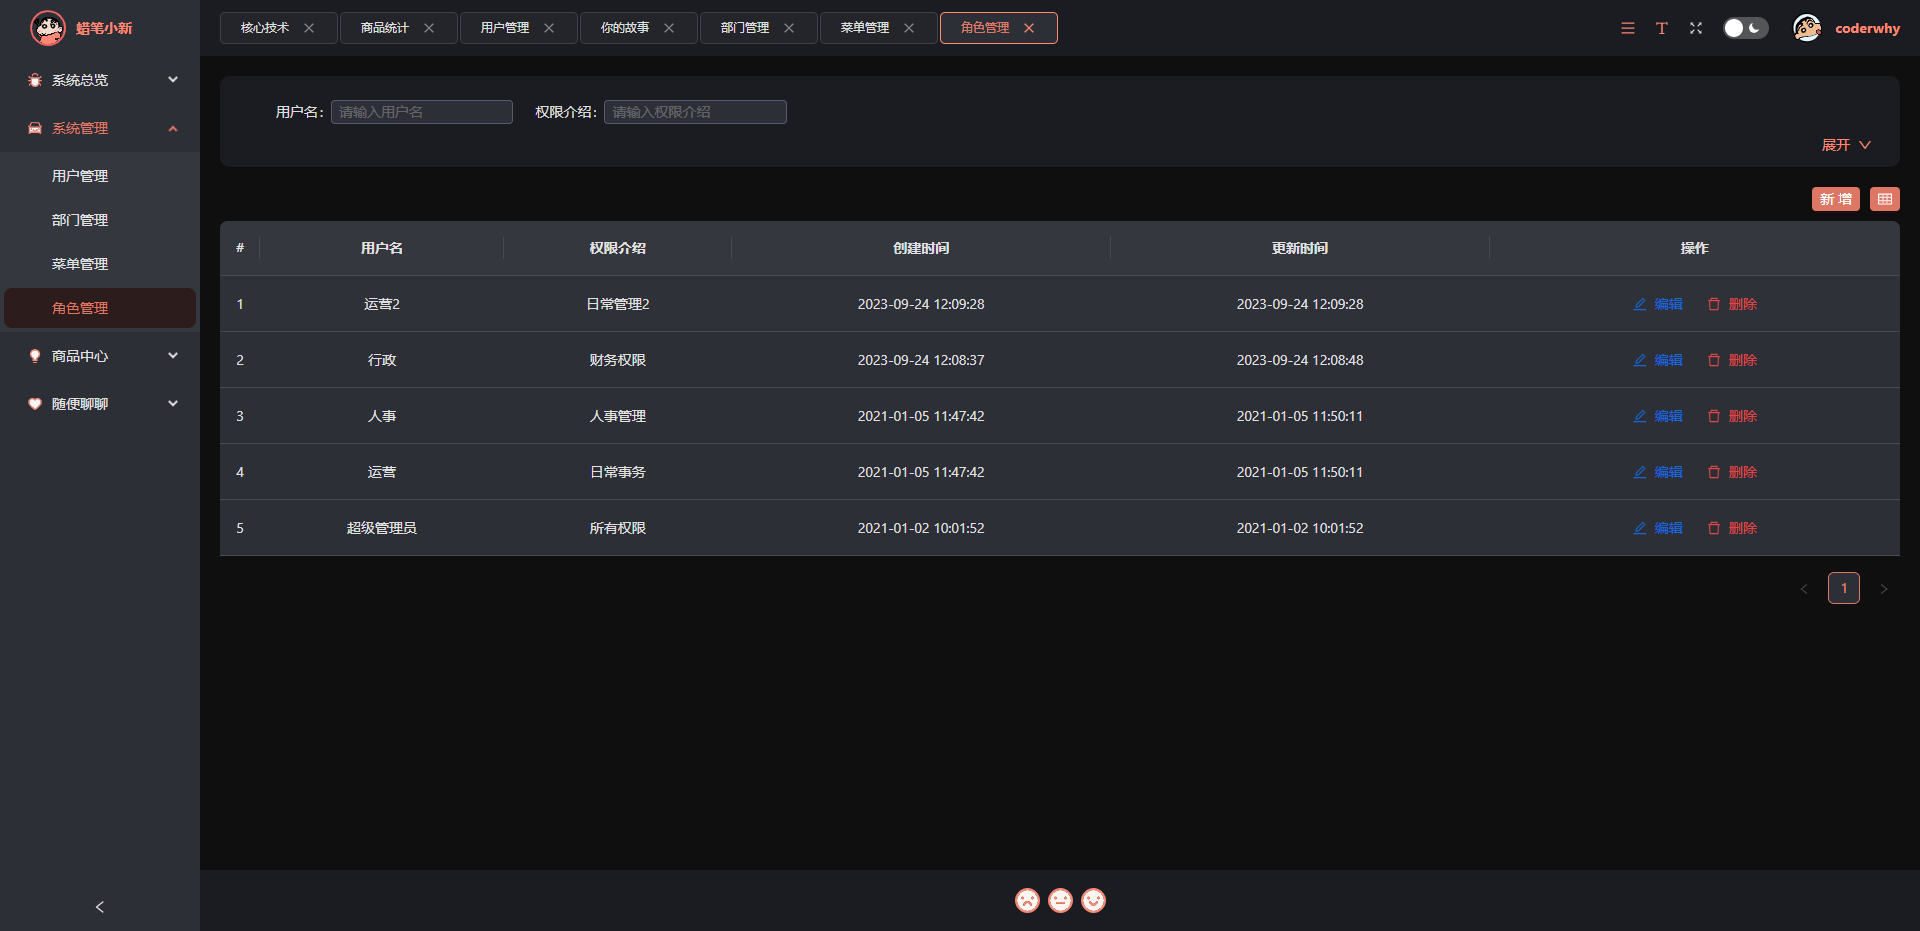 蜡笔小新
核心技术
商品统计
用户管理
你的故事
部门管理
菜单管理
角色管理
coderwhy
系统总览
系统管理
用户管理
部门管理
菜单管理
角色管理
商品中心
随便聊聊
用户名: 请输入用户名 权限介绍: 请输入权限介绍
展开
新 增
# 用户名 权限介绍 创建时间 更新时间 操作
1 运营2 日常管理2 2023-09-24 12:09:28 2023-09-24 12:09:28 编辑 删除
2 行政 财务权限 2023-09-24 12:08:37 2023-09-24 12:08:48 编辑 删除
3 人事 人事管理 2021-01-05 11:47:42 2021-01-05 11:50:11 编辑 删除
4 运营 日常事务 2021-01-05 11:47:42 2021-01-05 11:50:11 编辑 删除
5 超级管理员 所有权限 2021-01-02 10:01:52 2021-01-02 10:01:52 编辑 删除
1